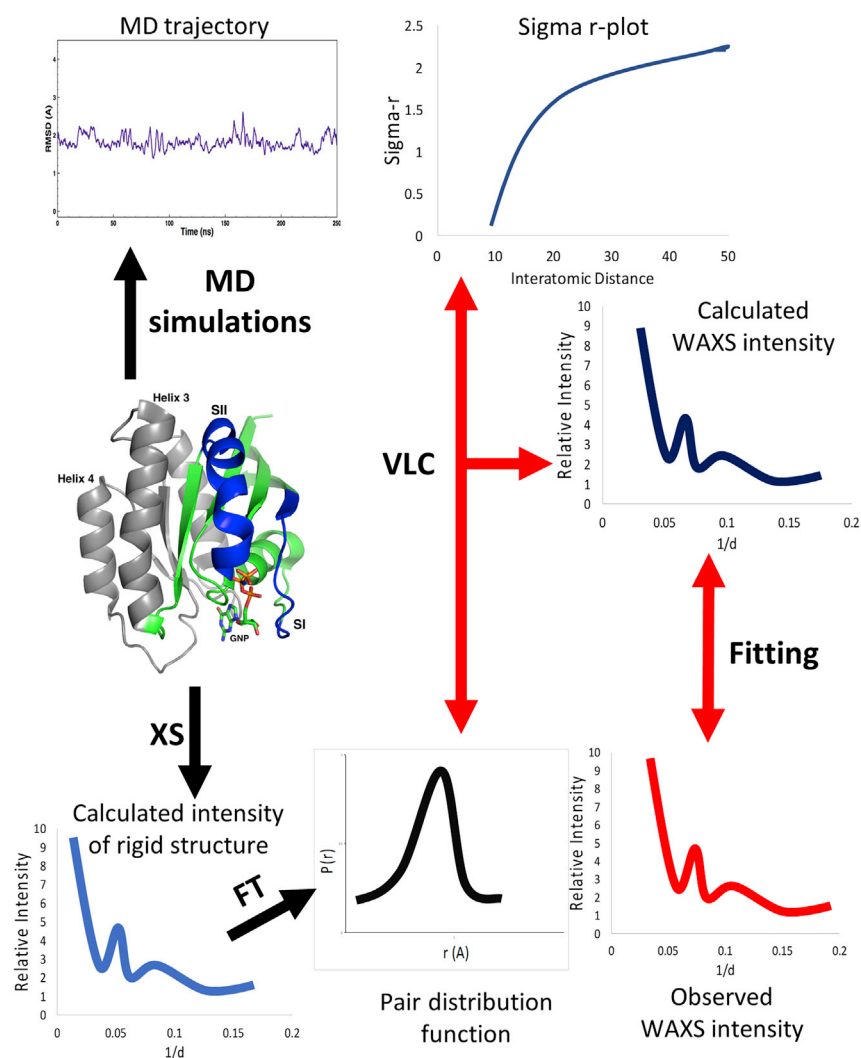 MD trajectory
RMSD (A)
4
3
2
1
0
0
50
100
150
200
250
Time (ns)
Sigma r-plot
Sigma-r
2.5
2
1.5
1
0.5
0
0
10
20
30
40
50
Interatomic Distance
MD
simulations
Calculated
WAXS intensity
Relative Intensity
10
9
8
7
6
5
4
3
2
1
0
0
0.05
0.1
0.15
0.2
1/d
Helix 3
SII
Helix 4
SI
GNP
VLC
Fitting
XS
Calculated intensity
of rigid structure
Relative Intensity
10
9
8
7
6
5
4
3
2
1
0
0
0.05
0.1
0.15
0.2
1/d
FT
P(r)
r (A)
Pair distribution
function
Relative Intensity
10
9
8
7
6
5
4
3
2
1
0
0
0.05
0.1
0.15
0.2
1/d
Observed
WAXS intensity